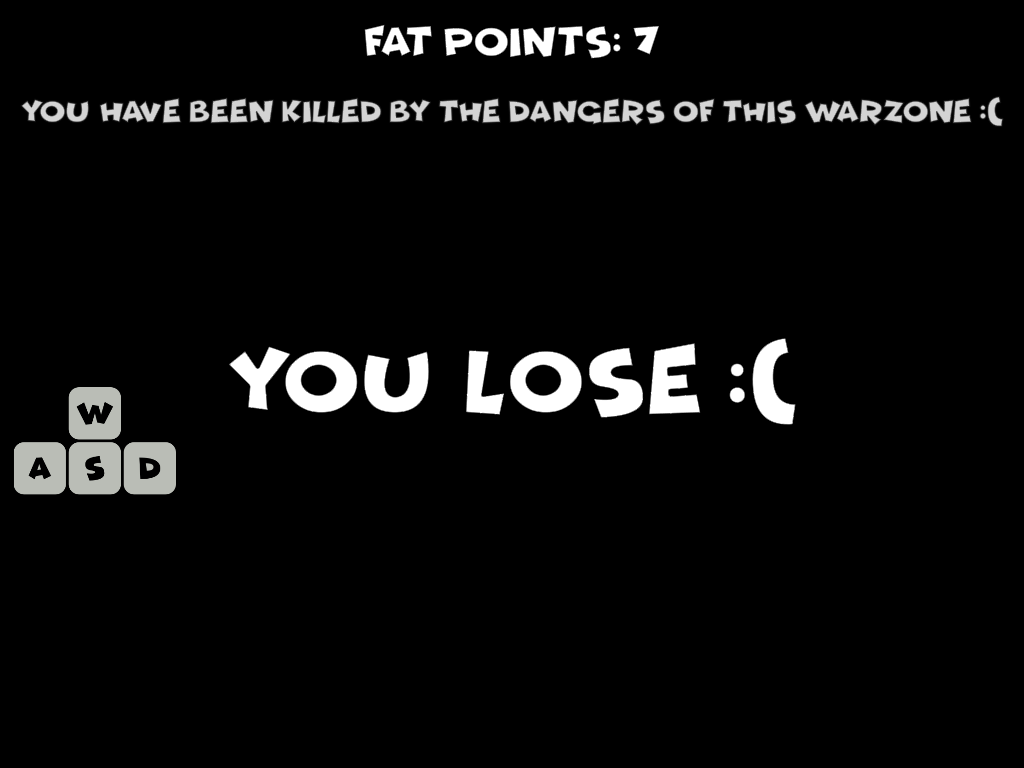 FAT POINTS: 7
YOU HAVE BEEN KILLED BY THE DANGERS OF THIS WARZONE :(
YOU LOSE :(
W
A S D